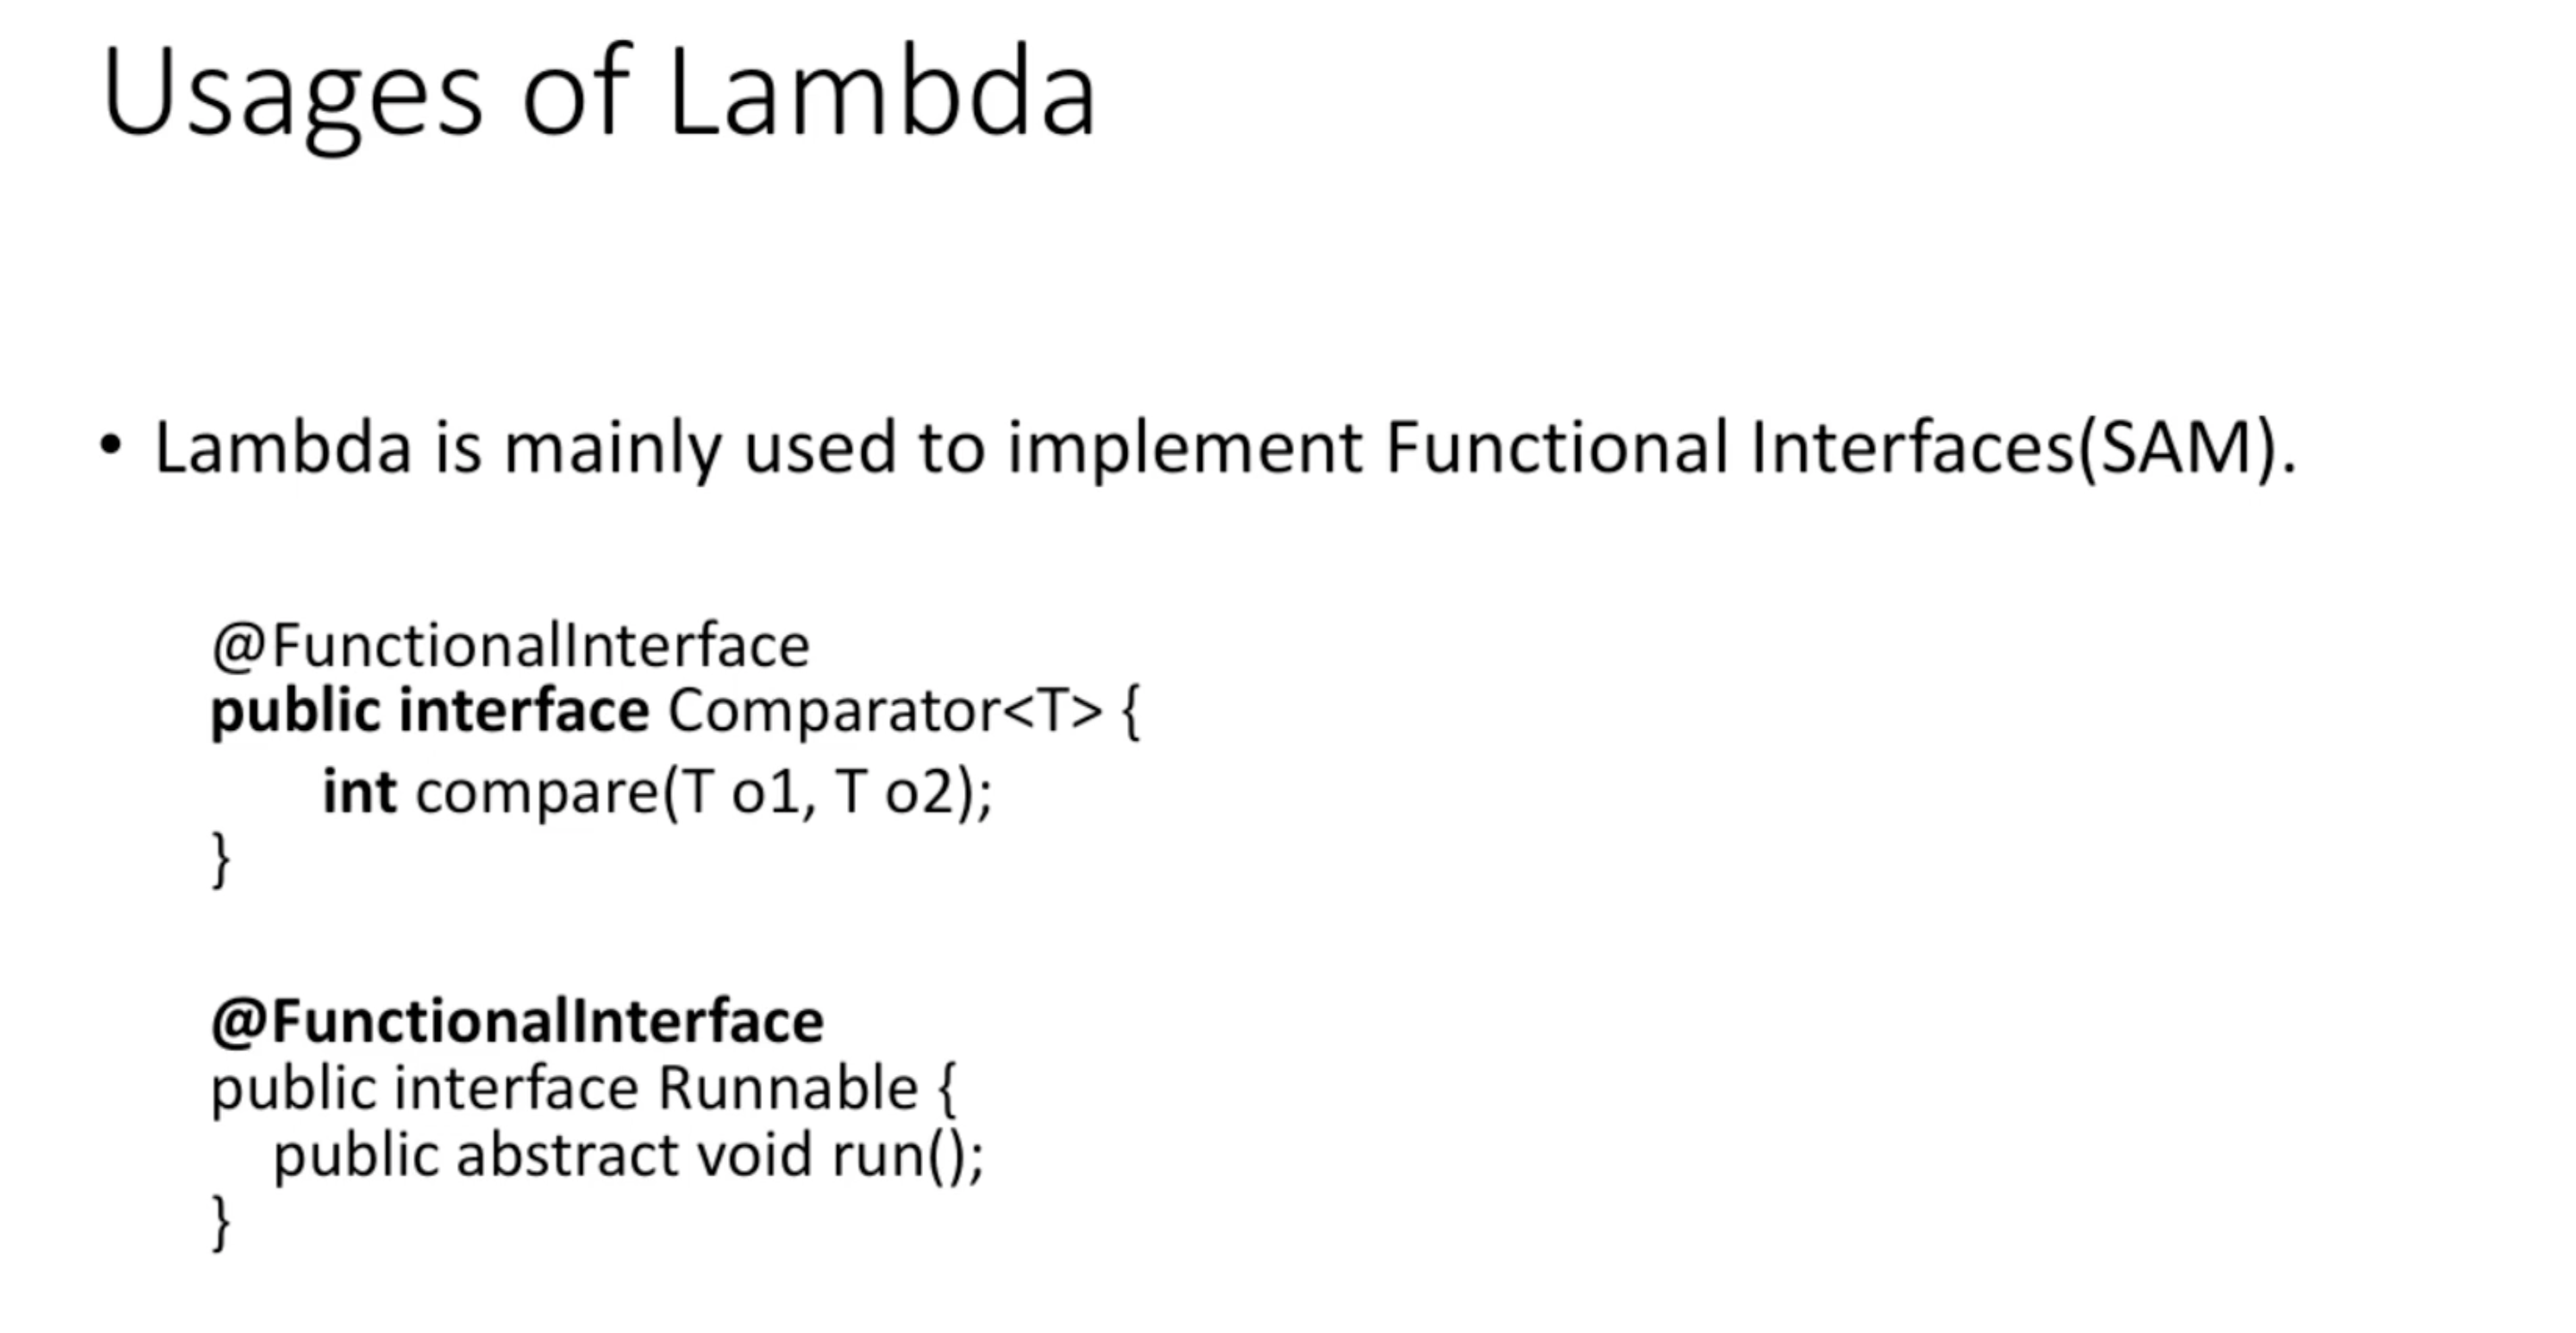 Usages of Lambda
• Lambda is mainly used to implement Functional Interfaces(SAM).
@FunctionalInterface
public interface Comparator<T> {
int compare(T o1, T o2);
}
@FunctionalInterface
public interface Runnable {
public abstract void run();
}